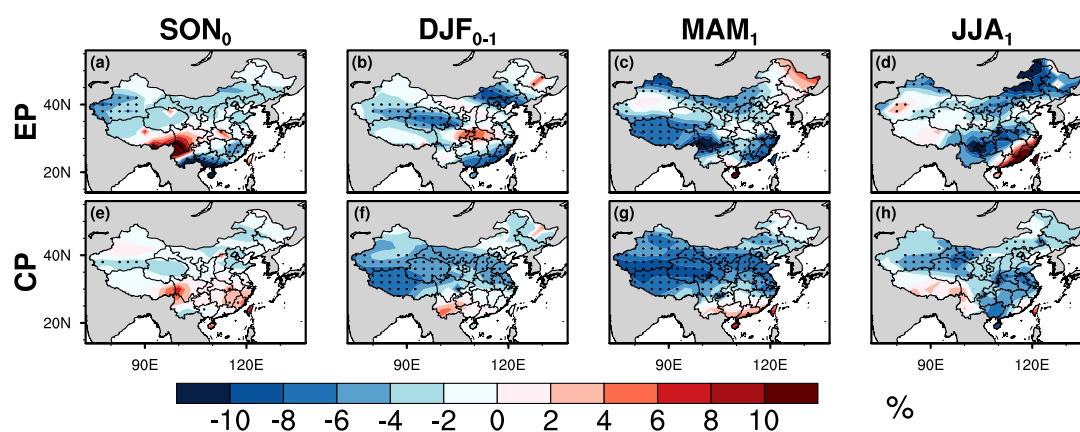 SON0 DJF0-1 MAM1 JJA1
EP
(a) (b) (c) (d)
40N
20N
CP
(e) (f) (g) (h)
40N
20N
90E 120E 90E 120E 90E 120E 90E 120E
-10 -8 -6 -4 -2 0 2 4 6 8 10
%